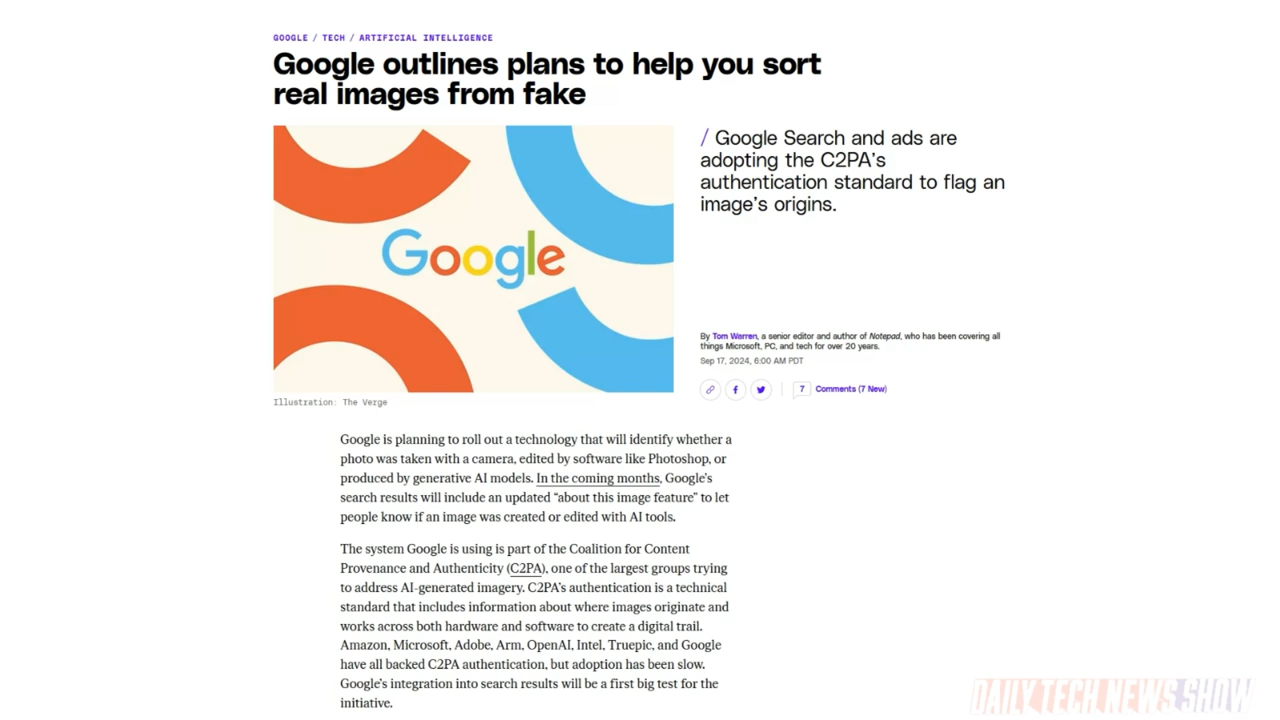 GOOGLE / TECH / ARTIFICIAL INTELLIGENCE
Google outlines plans to help you sort
real images from fake
Google
/ Google Search and ads are
adopting the C2PA’s
authentication standard to flag an
image’s origins.
By Tom Warren, a senior editor and author of Notepad, who has been covering all
things Microsoft, PC, and tech for over 20 years.
Sep 17, 2024, 6:00 AM PDT
7 Comments (7 New)
Illustration: The Verge
Google is planning to roll out a technology that will identify whether a
photo was taken with a camera, edited by software like Photoshop, or
produced by generative AI models. In the coming months, Google’s
search results will include an updated “about this image feature” to let
people know if an image was created or edited with AI tools.
The system Google is using is part of the Coalition for Content
Provenance and Authenticity (C2PA), one of the largest groups trying
to address AI-generated imagery. C2PA’s authentication is a technical
standard that includes information about where images originate and
works across both hardware and software to create a digital trail.
Amazon, Microsoft, Adobe, Arm, OpenAI, Intel, Truepic, and Google
have all backed C2PA authentication, but adoption has been slow.
Google’s integration into search results will be a first big test for the
initiative.
DAILY TECH NEWS SHOW